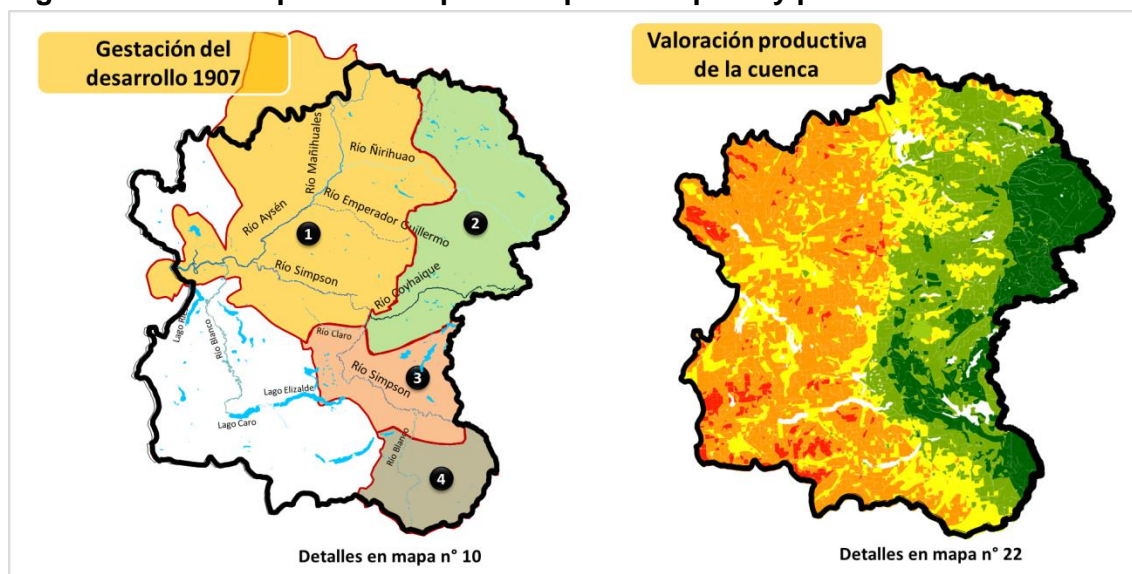 Gestación del
desarrollo 1907
Valoración productiva
de la cuenca
Río Mañihuales
Río Ñirihuao
Río Emperador Guillermo
Río Aysén
1
2
Río Simpson
Río Coyhaique
Río Claro
Río Blanco
Río Simpson
3
Lago Elizalde
Lago Caro
Río Blanco
4
Detalles en mapa n° 10
Detalles en mapa n° 22